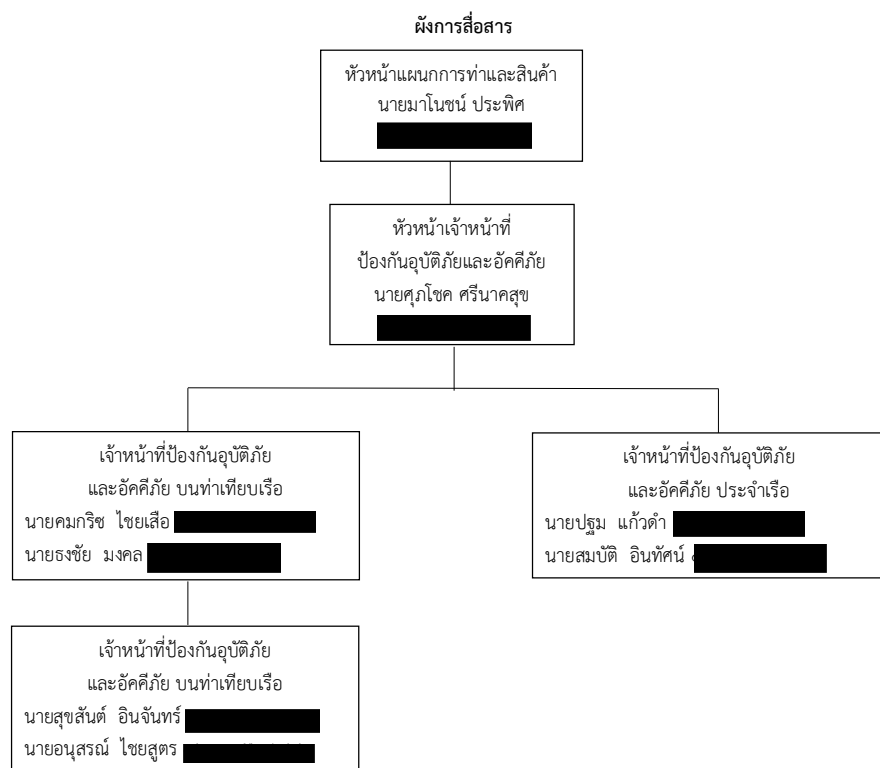 ผังการสื่อสาร
หัวหน้าแผนกการท่าและสินค้า
นายมาโนชน์ ประพิศ
หัวหน้าเจ้าหน้าที่
ป้องกันอุบัติภัยและอัคคีภัย
นายศุภโชค ศรีนาคสุข
เจ้าหน้าที่ป้องกันอุบัติภัย
และอัคคีภัย บนท่าเทียบเรือ
นายคมกริซ ไชยเสือ
นายธงชัย มงคล
เจ้าหน้าที่ป้องกันอุบัติภัย
และอัคคีภัย ประจำเรือ
นายปฐม แก้วดำ
นายสมบัติ อินทัศน์
เจ้าหน้าที่ป้องกันอุบัติภัย
และอัคคีภัย บนท่าเทียบเรือ
นายสุขสันต์ อินจันทร์
นายอนุสรณ์ ไชยสูตร